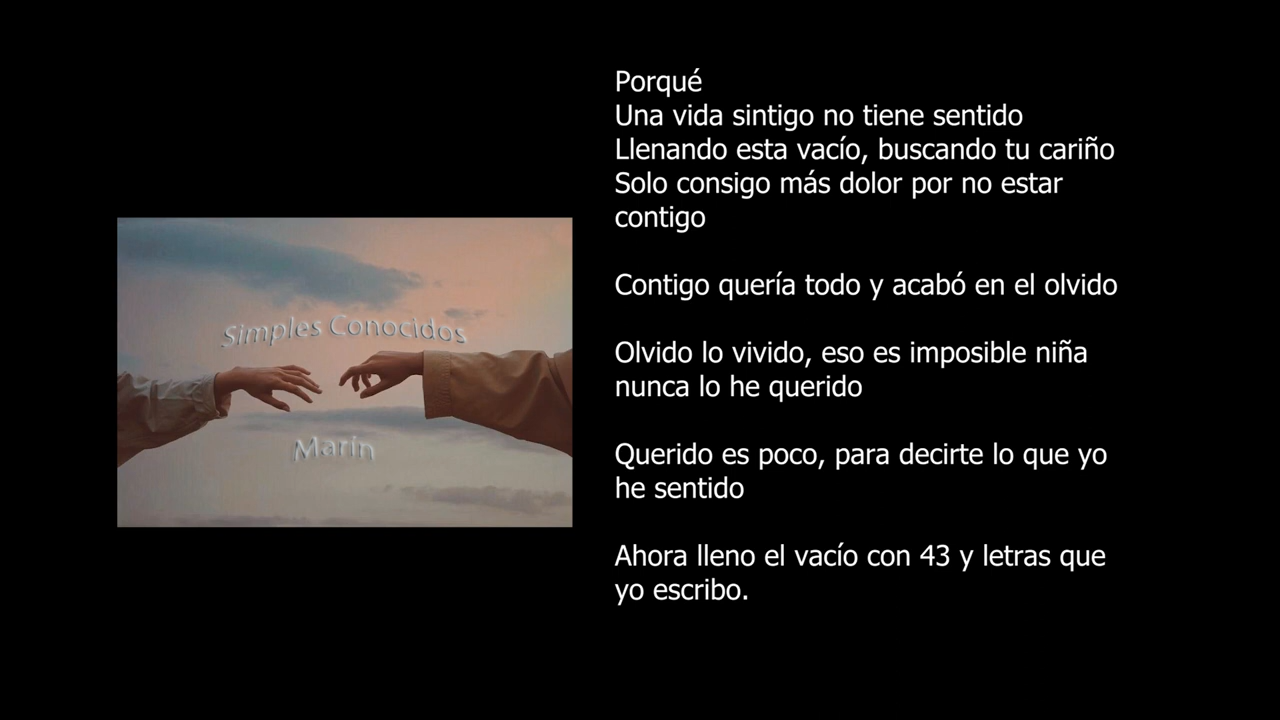 Simples Conocidos
Marín
Porqué
Una vida sintigo no tiene sentido
Llenando esta vacío, buscando tu cariño
Solo consigo más dolor por no estar
contigo
Contigo quería todo y acabó en el olvido
Olvido lo vivido, eso es imposible niña
nunca lo he querido
Querido es poco, para decirte lo que yo
he sentido
Ahora lleno el vacío con 43 y letras que
yo escribo.